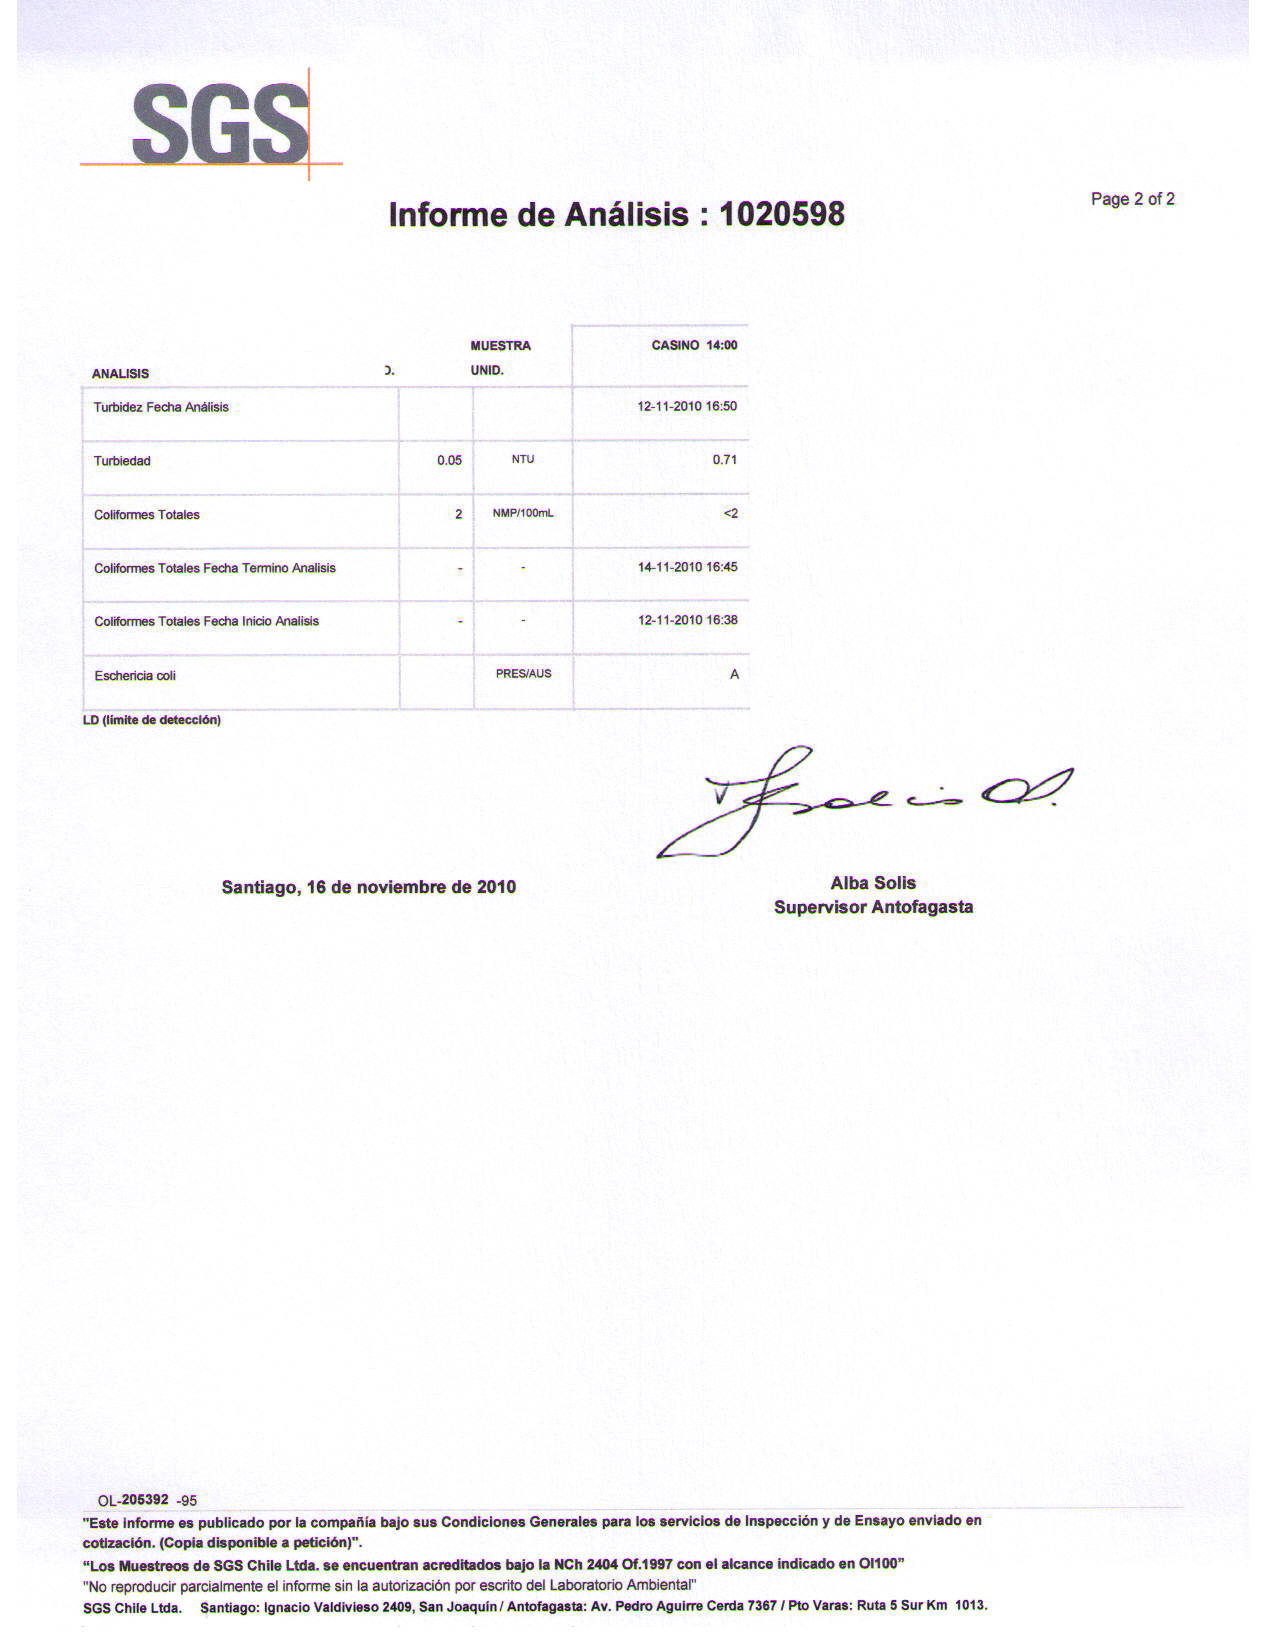 SGS
Page 2 of 2
Informe de Análisis : 1020598
MUESTRA CASINO 14:00
ANALISIS D. UNID.
Turbidez Fecha Análisis 12-11-2010 16:50
Turbiedad 0.05 NTU 0.71
Coliformes Totales 2 NMP/100mL <2
Coliformes Totales Fecha Termino Analisis - - 14-11-2010 16:45
Coliformes Totales Fecha Inicio Analisis - - 12-11-2010 16:38
Eschericia coli PRES/AUS A
LD (límite de detección)
Santiago, 16 de noviembre de 2010
Alba Solis
Supervisor Antofagasta
OL-205392 -95
"Este informe es publicado por la compañía bajo sus Condiciones Generales para los servicios de Inspección y de Ensayo enviado en
cotización. (Copia disponible a petición)".
“Los Muestreos de SGS Chile Ltda. se encuentran acreditados bajo la NCh 2404 Of.1997 con el alcance indicado en OI100”
"No reproducir parcialmente el informe sin la autorización por escrito del Laboratorio Ambiental"
SGS Chile Ltda. Santiago: Ignacio Valdivieso 2409, San Joaquín / Antofagasta: Av. Pedro Aguirre Cerda 7367 / Pto Varas: Ruta 5 Sur Km 1013.